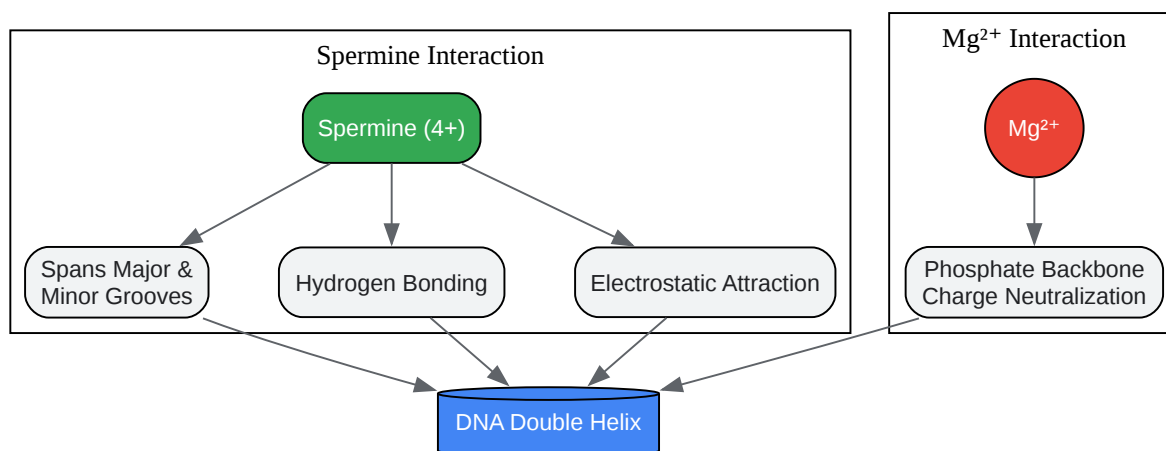 Spermine Interaction
Mg²⁺ Interaction
Spermine (4+)
Mg²⁺
Spans Major &
Minor Grooves
Hydrogen Bonding
Electrostatic Attraction
Phosphate Backbone
Charge Neutralization
DNA Double Helix